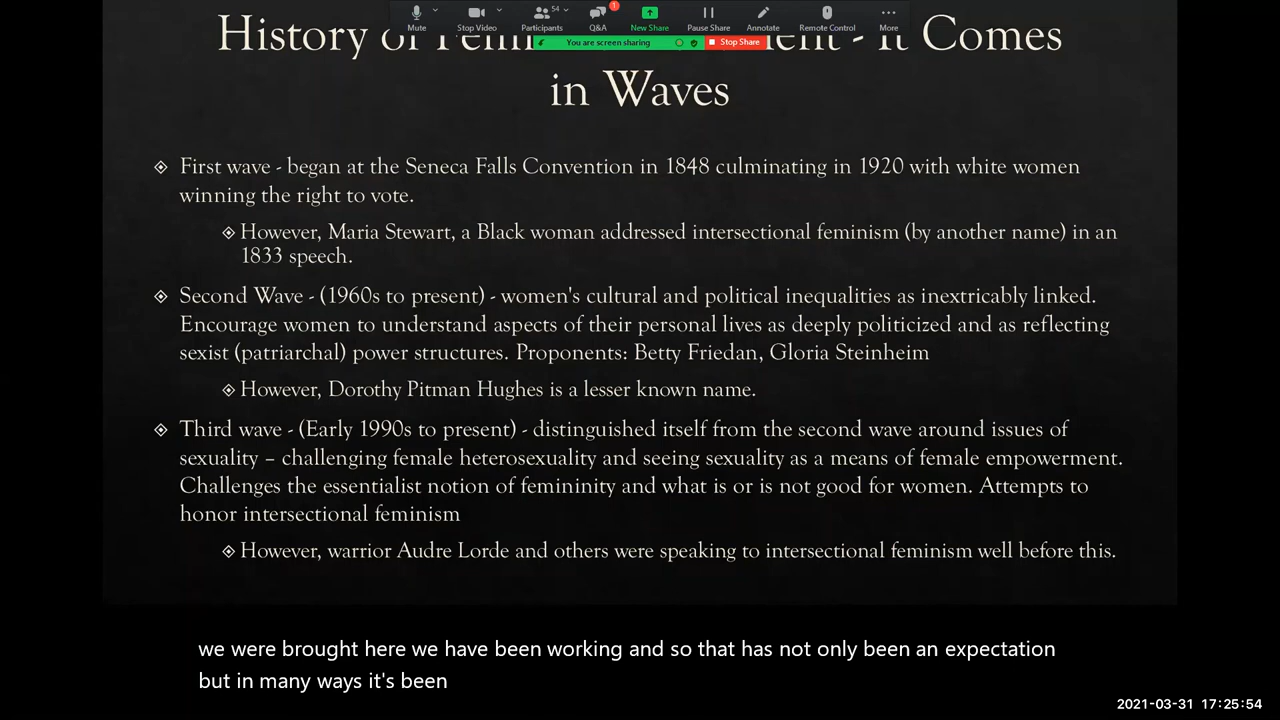 Mute
Stop Video
54
Participants
1
Q&A
New Share
Pause Share
Annotate
Remote Control
More
You are screen sharing
Stop Share
History of - It Comes
in Waves
First wave - began at the Seneca Falls Convention in 1848 culminating in 1920 with white women
winning the right to vote.
However, Maria Stewart, a Black woman addressed intersectional feminism (by another name) in an
1833 speech.
Second Wave - (1960s to present) - women's cultural and political inequalities as inextricably linked.
Encourage women to understand aspects of their personal lives as deeply politicized and as reflecting
sexist (patriarchal) power structures. Proponents: Betty Friedan, Gloria Steinheim
However, Dorothy Pitman Hughes is a lesser known name.
Third wave - (Early 1990s to present) - distinguished itself from the second wave around issues of
sexuality – challenging female heterosexuality and seeing sexuality as a means of female empowerment.
Challenges the essentialist notion of femininity and what is or is not good for women. Attempts to
honor intersectional feminism
However, warrior Audre Lorde and others were speaking to intersectional feminism well before this.
we were brought here we have been working and so that has not only been an expectation
but in many ways it's been
2021-03-31 17:25:54